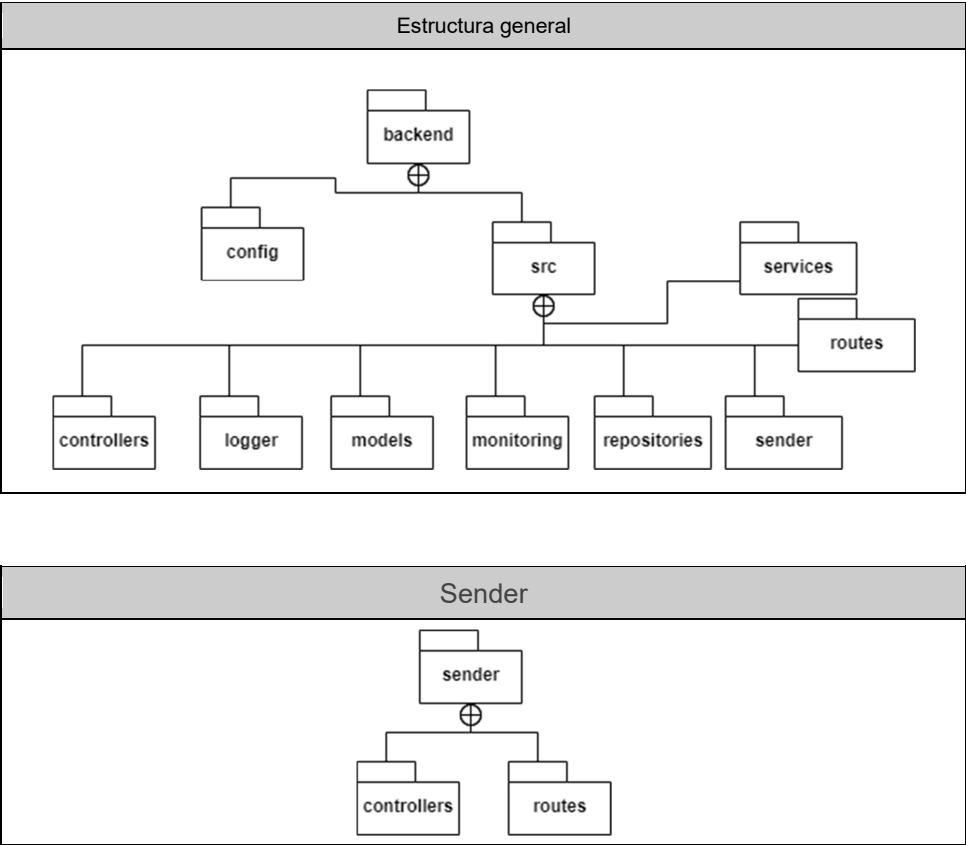 Estructura general
backend
config
src
services
routes
controllers
logger
models
monitoring
repositories
sender
Sender
sender
controllers
routes